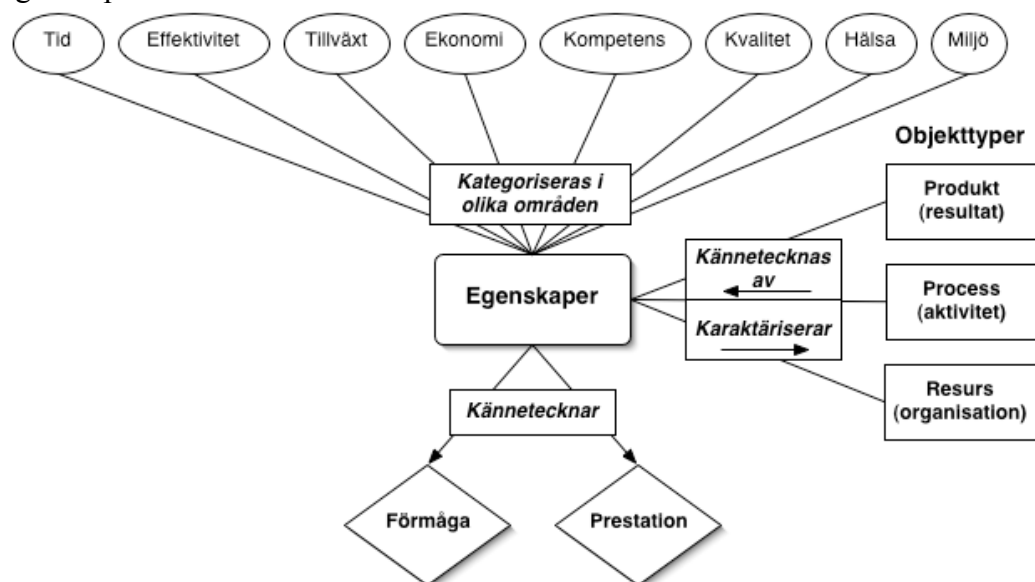 Tid
Effektivitet
Tillväxt
Ekonomi
Kompetens
Kvalitet
Hälsa
Miljö
Objekttyper
Kategoriseras i
olika områden
Produkt
(resultat)
Egenskaper
Kännetecknas
av
Karaktäriserar
Process
(aktivitet)
Resurs
(organisation)
Kännetecknar
Förmåga
Prestation